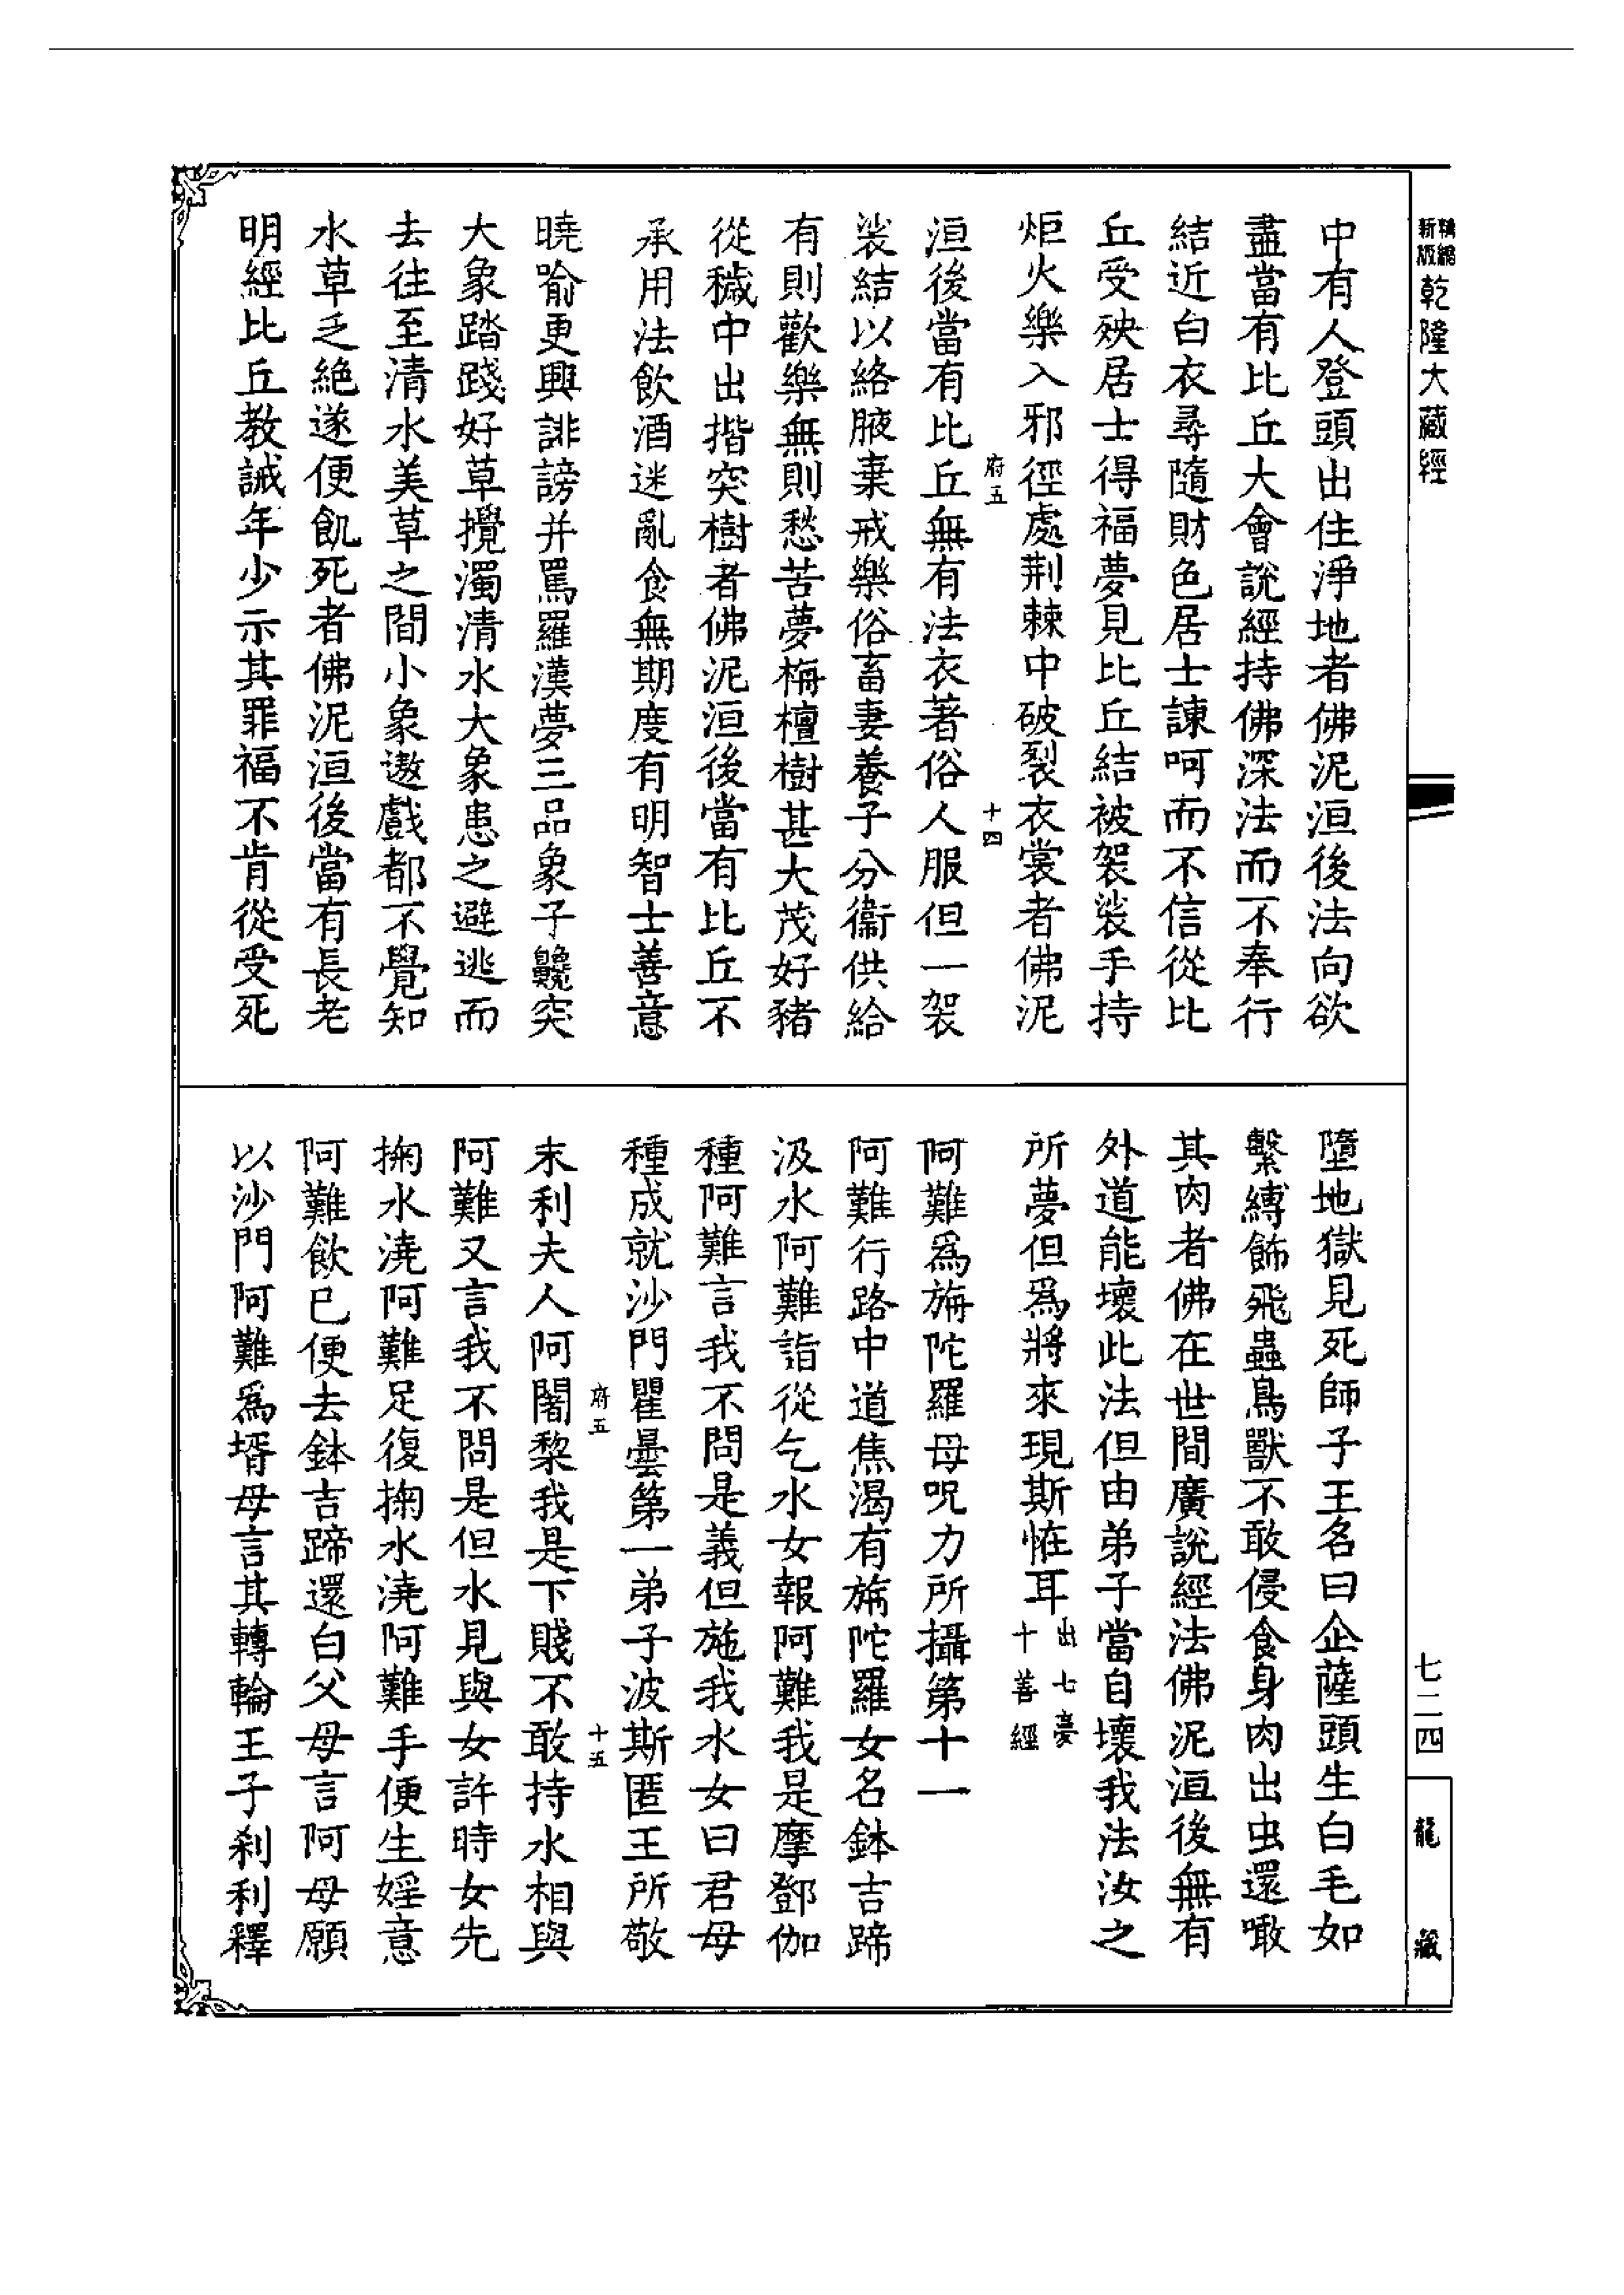 新版
精縮
乾隆大藏經
中有人登頭出住淨地者佛泥洹後法向欲
盡當有比丘大會說經持佛深法而不奉行
結近白衣尋隨財色居士諫呵而不信從比
丘受殃居士得福夢見比丘結被袈裟手持
炬火樂入邪徑處荆棘中破裂衣裳者佛泥
府五
十四
洹後當有比丘無有法衣著俗人服但一袈
裟結以絡腋棄戒樂俗畜妻養子分衞供給
有則歡樂無則愁苦夢栴檀樹甚大茂好豬
從穢中出揩突樹者佛泥洹後當有比丘不
承用法飲酒迷亂食無期度有明智士善意
曉喻更興誹謗并罵羅漢夢三品象子毚突
大象踏踐好草攪濁清水大象患之避逃而
去往至清水美草之間小象遨戲都不覺知
水草乏絕遂便飢死者佛泥洹後當有長老
明經比丘教誡年少示其罪福不肯從受死
墮地獄見死師子王名曰企薩頭生白毛如
繫縛飾飛蟲鳥獸不敢侵食身肉出虫還噉
其肉者佛在世間廣說經法佛泥洹後無有
外道能壞此法但由弟子當自壞我法汝之
所夢但爲將來現斯恠耳
出七夢
十善經
阿難爲旃陀羅母呪力所攝第十一
阿難行路中道焦渴有旃陀羅女名鉢吉蹄
汲水阿難詣從乞水女報阿難我是摩鄧伽
種阿難言我不問是義但施我水女曰君母
種成就沙門瞿曇第一弟子波斯匿王所敬
府五
十五
末利夫人阿闍黎我是下賤不敢持水相與
阿難又言我不問是但水見與女許時女先
掬水澆阿難足復掬水澆阿難手便生婬意
阿難飲已便去鉢吉蹄還白父母言阿母願
以沙門阿難爲壻母言其轉輪王子刹利釋
七二四
龍藏